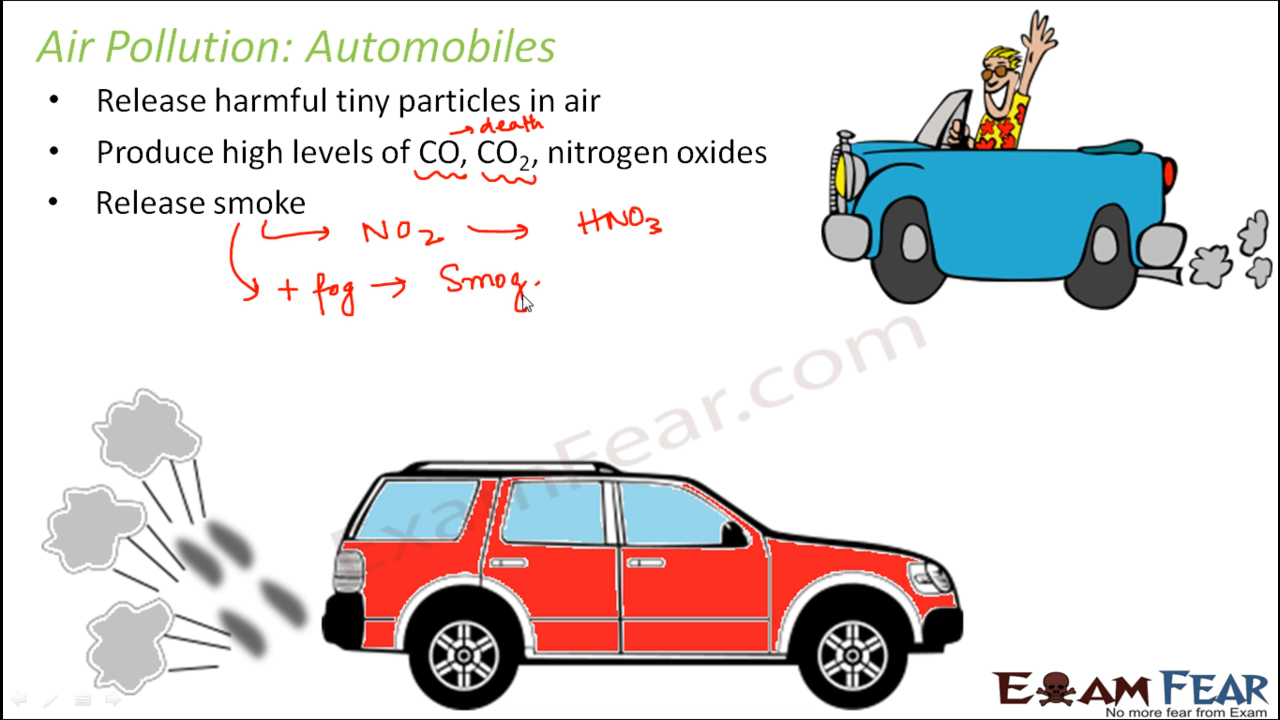 Air Pollution: Automobiles
• Release harmful tiny particles in air
→ death
• Produce high levels of CO, CO₂, nitrogen oxides
• Release smoke
→ NO₂ → HNO₃
→ + fog → Smog.
ExamFear.com
EXAM FEAR
No more fear from Exam